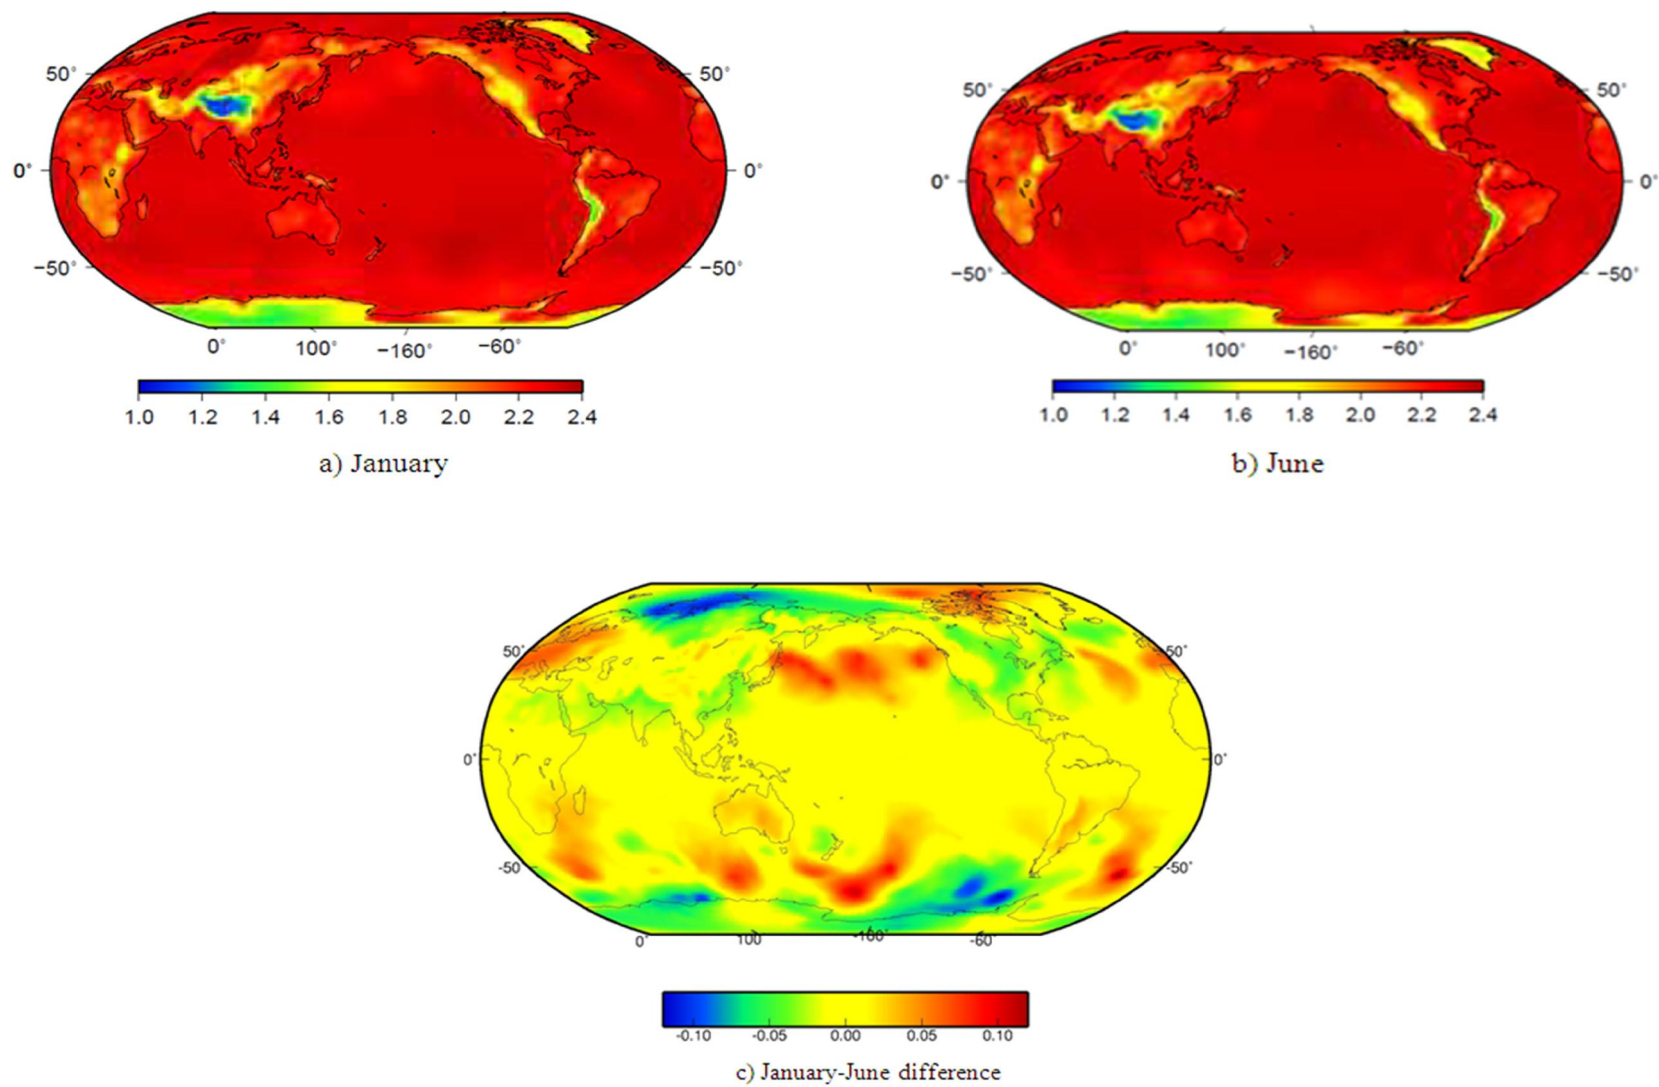 50° 50° 50° 50°
0° 0° 0° 0°
−50° −50° −50° −50°
0° 100° −160° −60° 0° 100° −160° −60°
1.0 1.2 1.4 1.6 1.8 2.0 2.2 2.4 1.0 1.2 1.4 1.6 1.8 2.0 2.2 2.4
a) January b) June
50° 50°
0° 0°
-50 -50°
0° 100 -160° -60°
-0.10 -0.05 0.00 0.05 0.10
c) January-June difference